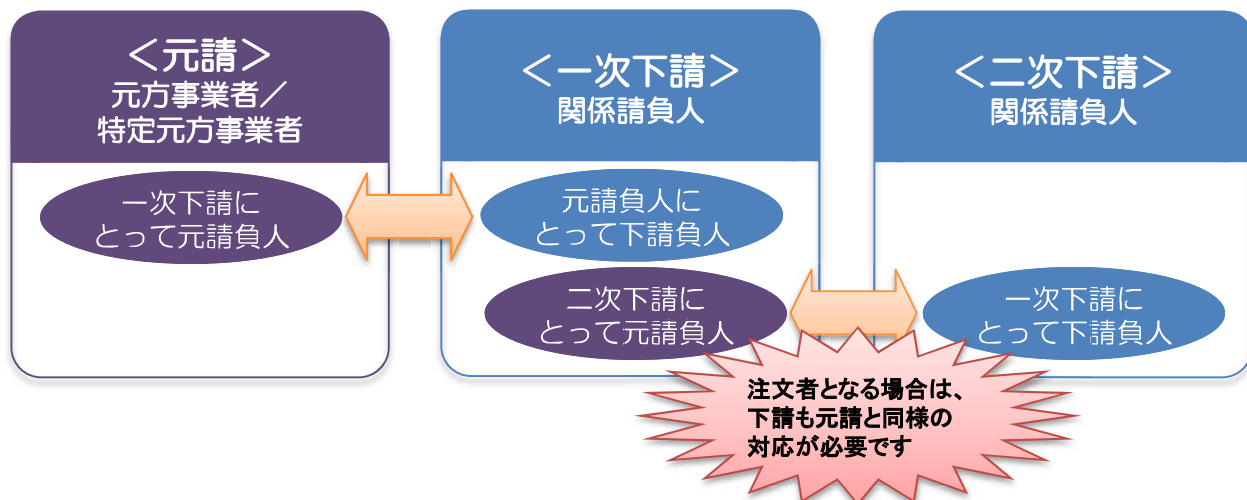 ＜元請＞
元方事業者／
特定元方事業者
一次下請に
とって元請負人
＜一次下請＞
関係請負人
元請負人に
とって下請負人
二次下請に
とって元請負人
＜二次下請＞
関係請負人
一次下請に
とって下請負人
注文者となる場合は、
下請も元請と同様の
対応が必要です